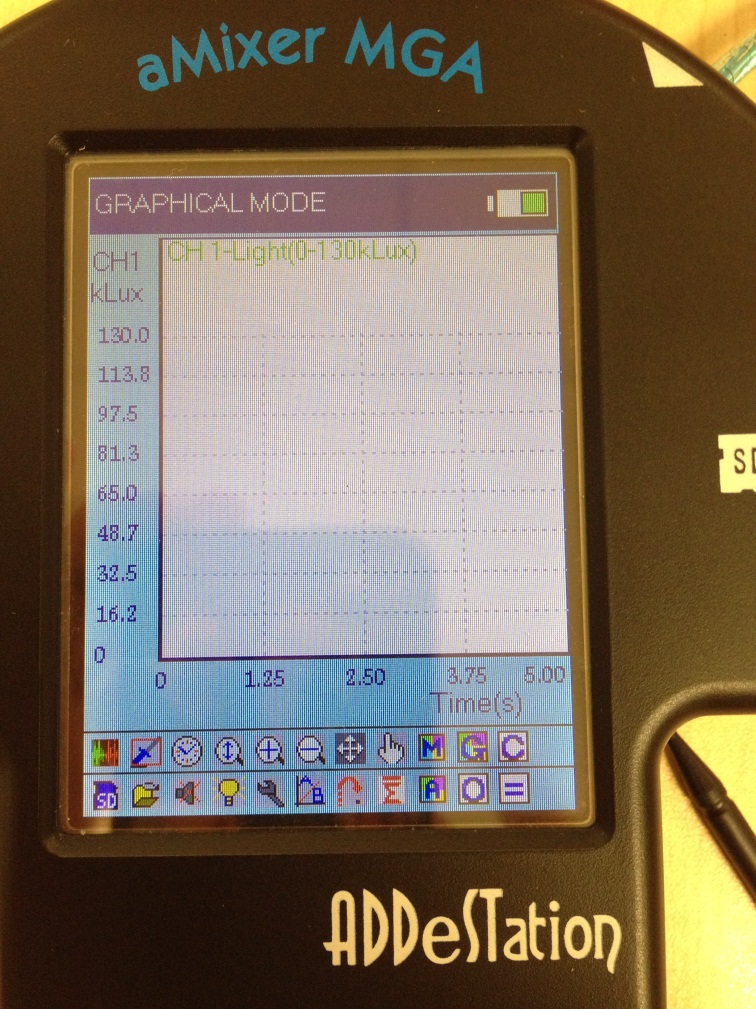 aMixer MGA
GRAPHICAL MODE
CH1
kLux
CH 1-Light(0-130kLux)
130.0
113.8
97.5
81.3
65.0
48.7
32.5
16.2
0
0 1.25 2.50 3.75 5.00
Time(s)
M G C
SD B A O =
ADDeSTation